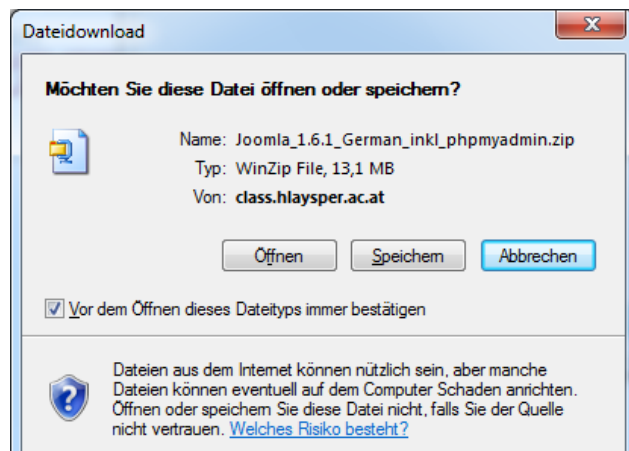 Dateidownload
Möchten Sie diese Datei öffnen oder speichern?
Name: Joomla_1.6.1_German_inkl_phpmyadmin.zip
Typ: WinZip File, 13,1 MB
Von: class.hlaysper.ac.at
Öffnen Speichern Abbrechen
Vor dem Öffnen dieses Dateityps immer bestätigen
Dateien aus dem Internet können nützlich sein, aber manche
Dateien können eventuell auf dem Computer Schaden anrichten.
Öffnen oder speichern Sie diese Datei nicht, falls Sie der Quelle
nicht vertrauen. Welches Risiko besteht?